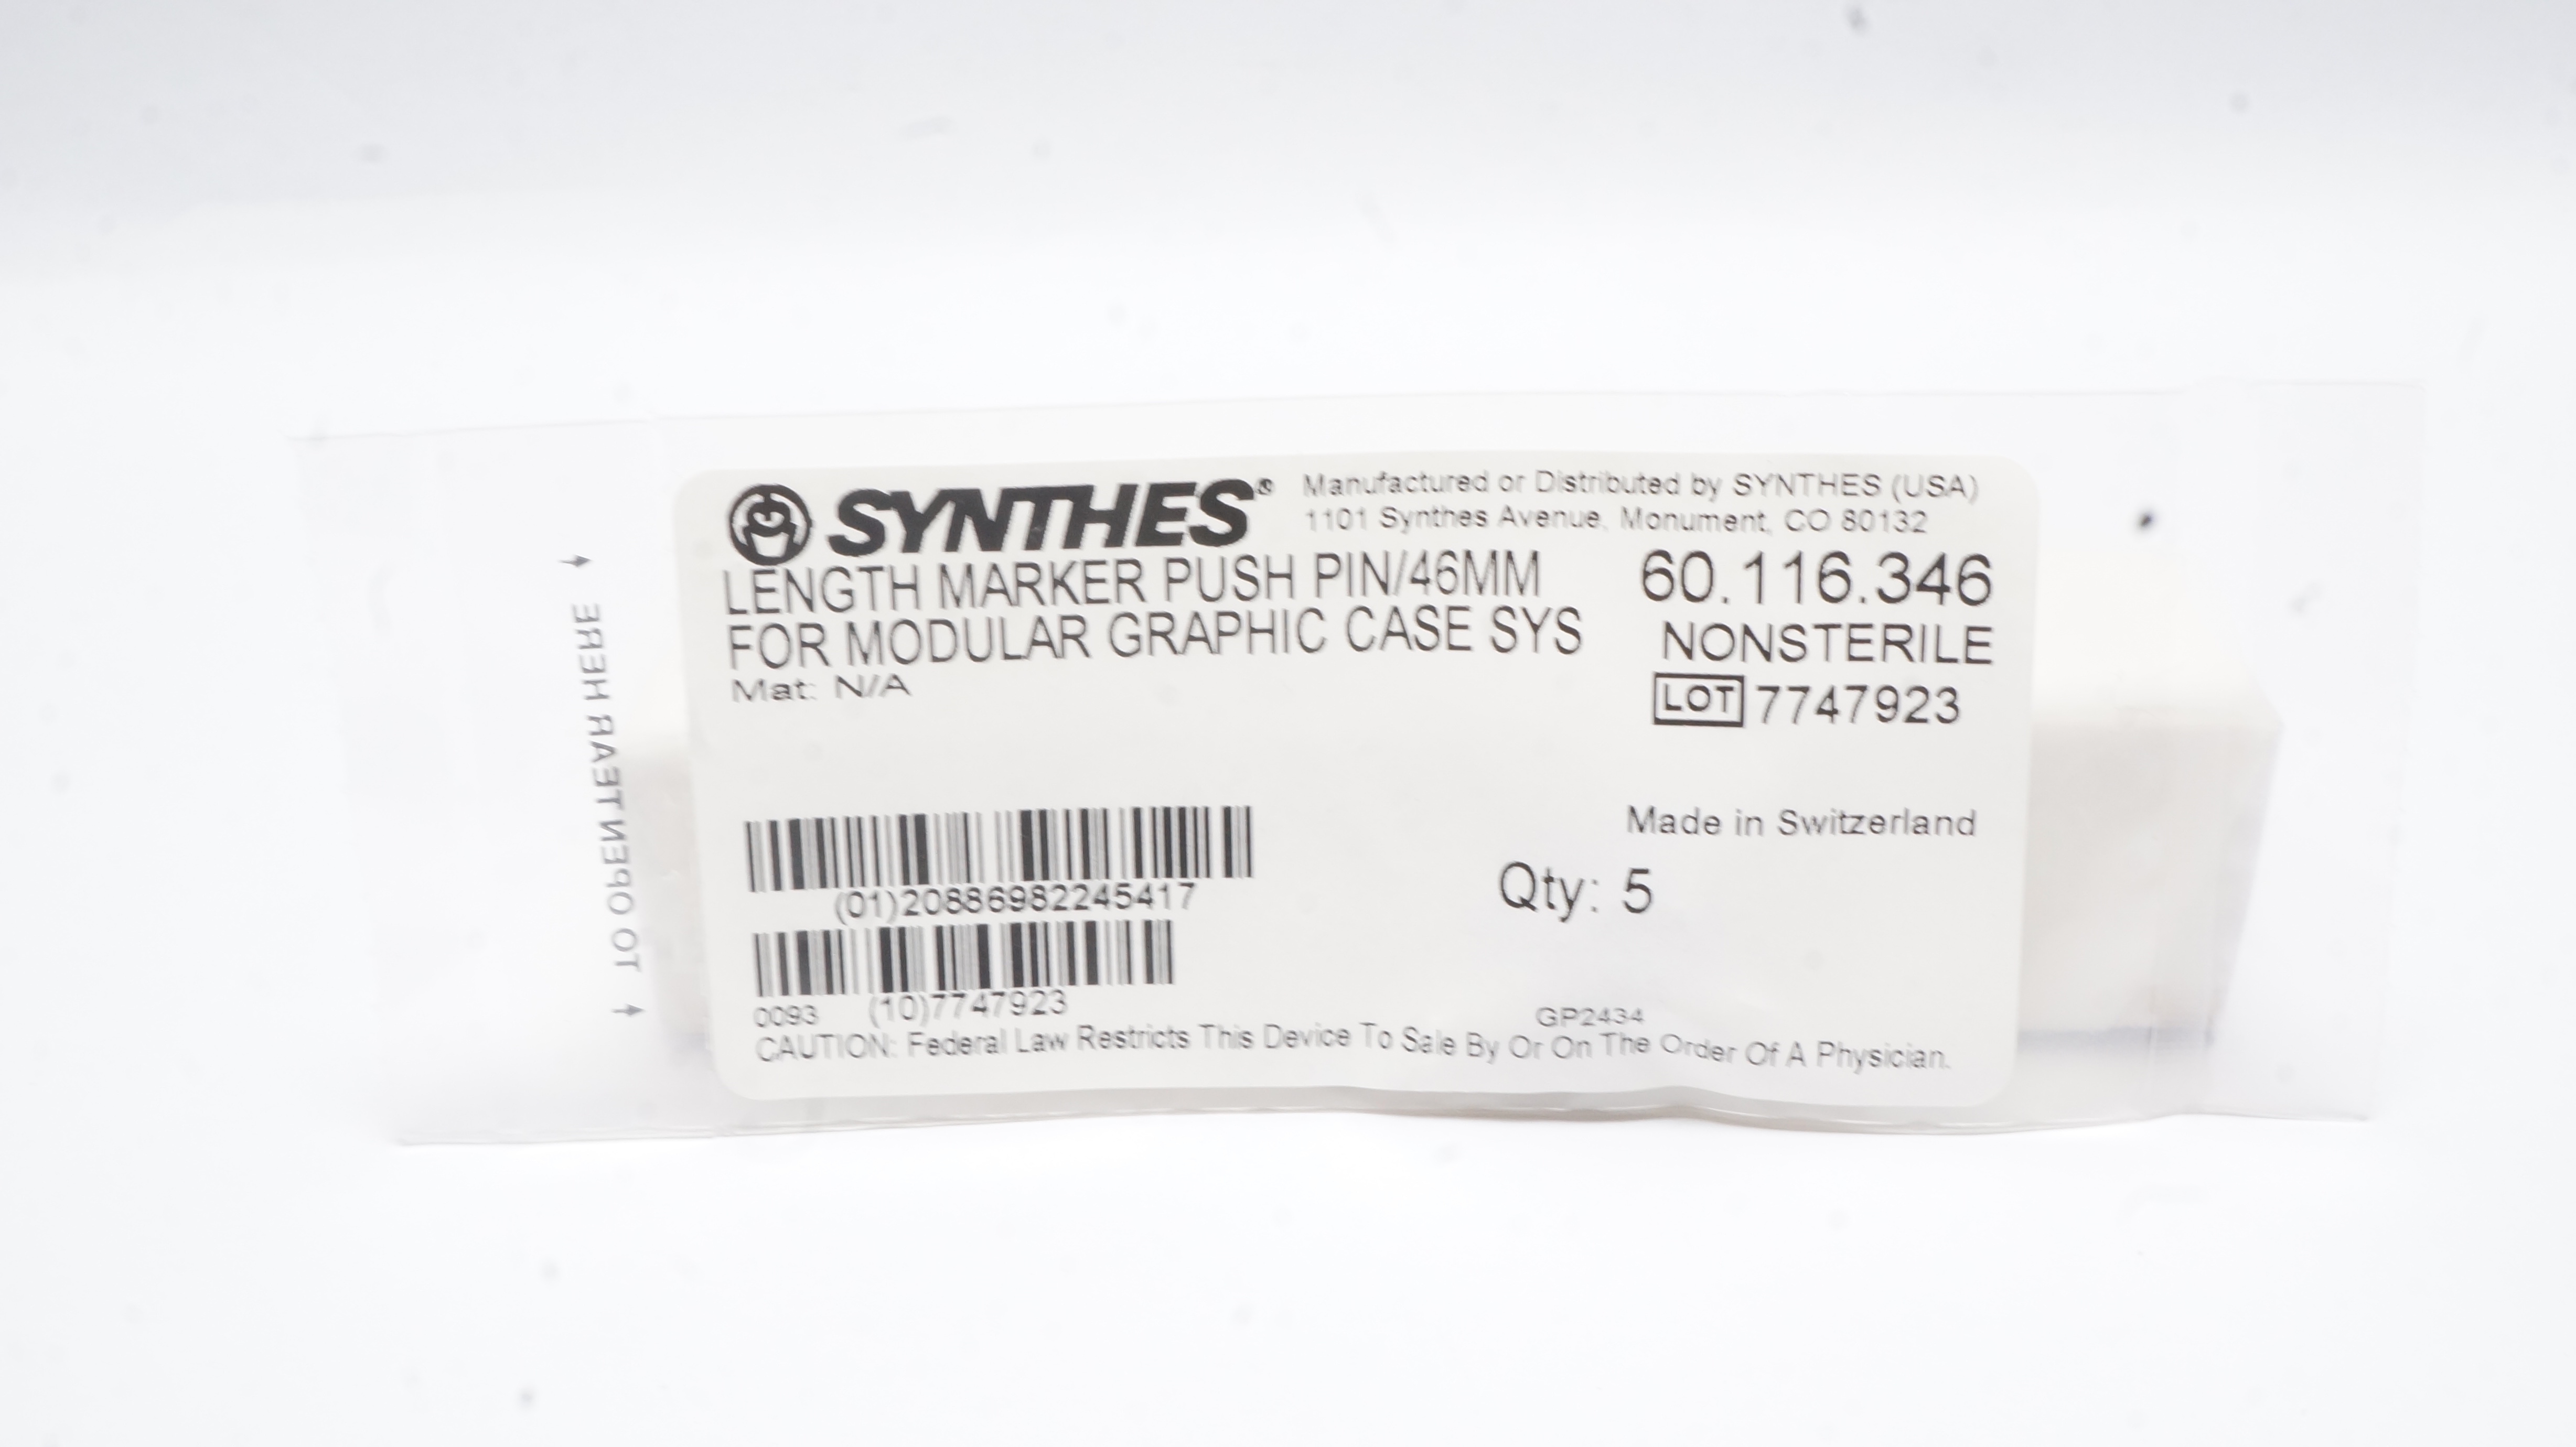 SYNTHES®
Manufactured or Distributed by SYNTHES (USA)
1101 Synthes Avenue, Monument, CO 80132
LENGTH MARKER PUSH PIN/46MM
FOR MODULAR GRAPHIC CASE SYS
Mat: N/A
60.116.346
NONSTERILE
LOT 7747923
Made in Switzerland
Qty: 5
(01)20886982245417
(10)7747923
0093
GP2434
CAUTION: Federal Law Restricts This Device To Sale By Or On The Order Of A Physician.
TO OPEN TEAR HERE